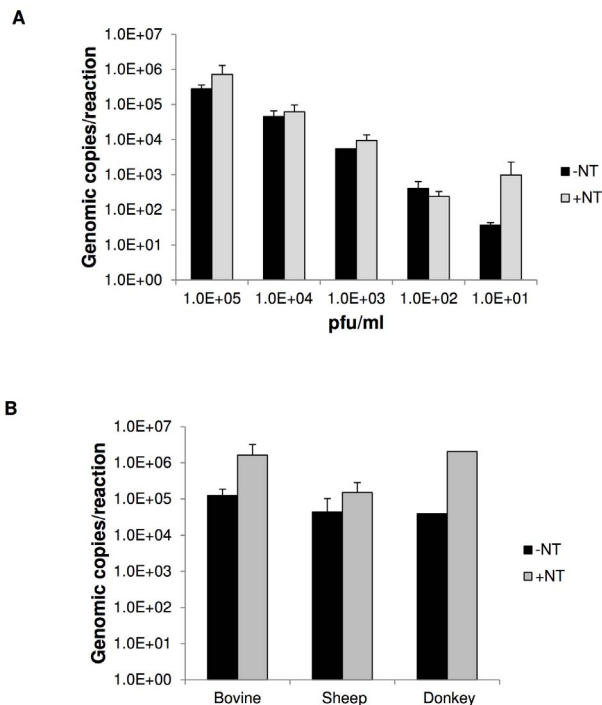 A
Genomic copies/reaction
1.0E+07
1.0E+06
1.0E+05
1.0E+04
1.0E+03
1.0E+02
1.0E+01
1.0E+00
1.0E+05 1.0E+04 1.0E+03 1.0E+02 1.0E+01
pfu/ml
-NT
+NT
B
Genomic copies/reaction
1.0E+07
1.0E+06
1.0E+05
1.0E+04
1.0E+03
1.0E+02
1.0E+01
1.0E+00
Bovine Sheep Donkey
-NT
+NT